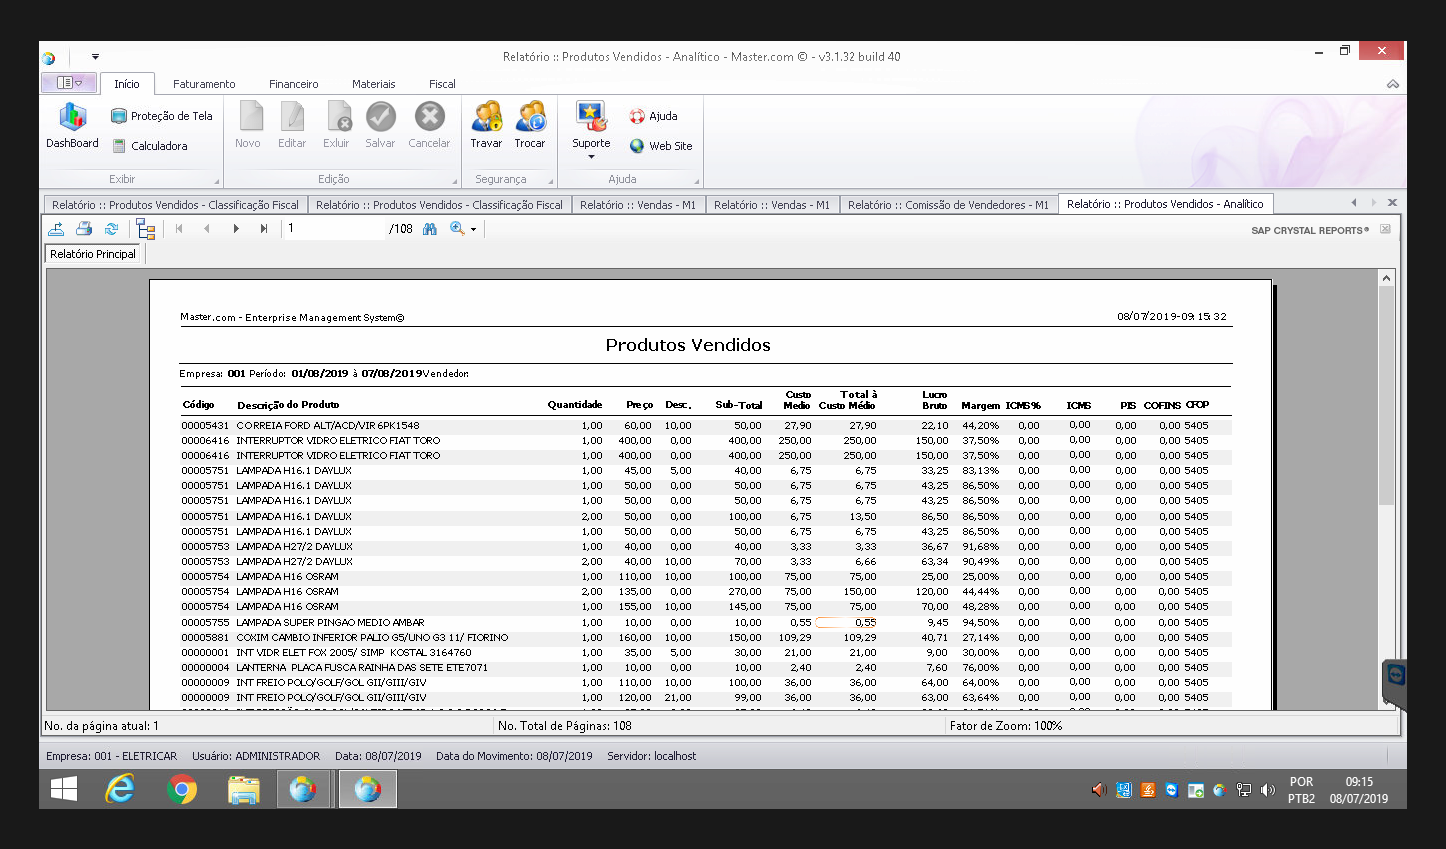 Relatório :: Produtos Vendidos - Analítico - Master.com © - v3.1.32 build 40
Início Faturamento Financeiro Materiais Fiscal
DashBoard Proteção de Tela Calculadora Novo Editar Exluir Salvar Cancelar Travar Trocar Suporte Ajuda Web Site
Exibir Edição Segurança Ajuda
Relatório :: Produtos Vendidos - Classificação Fiscal Relatório :: Produtos Vendidos - Classificação Fiscal Relatório :: Vendas - M1 Relatório :: Vendas - M1 Relatório :: Comissão de Vendedores - M1 Relatório :: Produtos Vendidos - Analítico
1 /108 SAP CRYSTAL REPORTS®
Relatório Principal
Master.com - Enterprise Management System© 08/07/2019-09:15:32
Produtos Vendidos
Empresa: 001 Período: 01/08/2019 à 07/08/2019 Vendedor:
Código Descrição do Produto Quantidade Preço Desc. Sub-Total Custo Medio Total à Custo Médio Lucro Bruto Margem ICMS% ICMS PIS COFINS CFOP
00005431 CORREIA FORD ALT/ACD/VIR 6PK1548 1,00 60,00 10,00 50,00 27,90 27,90 22,10 44,20% 0,00 0,00 0,00 0,00 5405
00006416 INTERRUPTOR VIDRO ELETRICO FIAT TORO 1,00 400,00 0,00 400,00 250,00 250,00 150,00 37,50% 0,00 0,00 0,00 0,00 5405
00006416 INTERRUPTOR VIDRO ELETRICO FIAT TORO 1,00 400,00 0,00 400,00 250,00 250,00 150,00 37,50% 0,00 0,00 0,00 0,00 5405
00005751 LAMPADA H16.1 DAYLUX 1,00 45,00 5,00 40,00 6,75 6,75 33,25 83,13% 0,00 0,00 0,00 0,00 5405
00005751 LAMPADA H16.1 DAYLUX 1,00 50,00 0,00 50,00 6,75 6,75 43,25 86,50% 0,00 0,00 0,00 0,00 5405
00005751 LAMPADA H16.1 DAYLUX 1,00 50,00 0,00 50,00 6,75 6,75 43,25 86,50% 0,00 0,00 0,00 0,00 5405
00005751 LAMPADA H16.1 DAYLUX 2,00 50,00 0,00 100,00 6,75 13,50 86,50 86,50% 0,00 0,00 0,00 0,00 5405
00005751 LAMPADA H16.1 DAYLUX 1,00 50,00 0,00 50,00 6,75 6,75 43,25 86,50% 0,00 0,00 0,00 0,00 5405
00005753 LAMPADA H27/2 DAYLUX 1,00 40,00 0,00 40,00 3,33 3,33 36,67 91,68% 0,00 0,00 0,00 0,00 5405
00005753 LAMPADA H27/2 DAYLUX 2,00 40,00 10,00 70,00 3,33 6,66 63,34 90,49% 0,00 0,00 0,00 0,00 5405
00005754 LAMPADA H16 OSRAM 1,00 110,00 10,00 100,00 75,00 75,00 25,00 25,00% 0,00 0,00 0,00 0,00 5405
00005754 LAMPADA H16 OSRAM 2,00 135,00 0,00 270,00 75,00 150,00 120,00 44,44% 0,00 0,00 0,00 0,00 5405
00005754 LAMPADA H16 OSRAM 1,00 155,00 10,00 145,00 75,00 75,00 70,00 48,28% 0,00 0,00 0,00 0,00 5405
00005755 LAMPADA SUPER PINGAO MEDIO AMBAR 1,00 10,00 0,00 10,00 0,55 0,55 9,45 94,50% 0,00 0,00 0,00 0,00 5405
00005881 COXIM CAMBIO INFERIOR PALIO G5/UNO G3 11/ FIORINO 1,00 160,00 10,00 150,00 109,29 109,29 40,71 27,14% 0,00 0,00 0,00 0,00 5405
00000001 INT VIDR ELET FOX 2005/ SIMP KOSTAL 3164760 1,00 35,00 5,00 30,00 21,00 21,00 9,00 30,00% 0,00 0,00 0,00 0,00 5405
00000004 LANTERNA PLACA FUSCA RAINHA DAS SETE ETE7071 1,00 10,00 0,00 10,00 2,40 2,40 7,60 76,00% 0,00 0,00 0,00 0,00 5405
00000009 INT FREIO POLO/GOLF/GOL GII/GIII/GIV 1,00 110,00 10,00 100,00 36,00 36,00 64,00 64,00% 0,00 0,00 0,00 0,00 5405
00000009 INT FREIO POLO/GOLF/GOL GII/GIII/GIV 1,00 120,00 21,00 99,00 36,00 36,00 63,00 63,64% 0,00 0,00 0,00 0,00 5405
No. da página atual: 1 No. Total de Páginas: 108 Fator de Zoom: 100%
Empresa: 001 - ELETRICAR Usuário: ADMINISTRADOR Data: 08/07/2019 Data do Movimento: 08/07/2019 Servidor: localhost
POR 09:15
PTB2 08/07/2019